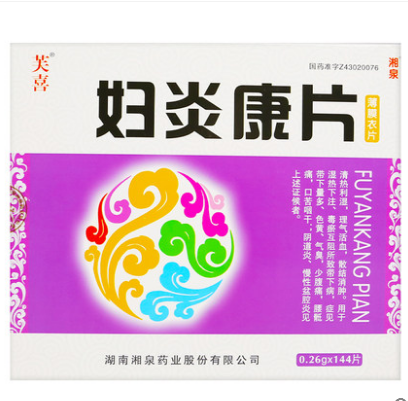 芙喜®
国药准字Z43020076
湘泉
妇炎康片
薄膜衣片
FUYANKANG PIAN
清热利湿，理气活血，散结消肿。用于
湿热下注、毒瘀互阻所致带下病，症见
带下量多、色黄、气臭，少腹痛，腰骶
痛，口苦咽干；阴道炎、慢性盆腔炎见
上述证候者。
湖南湘泉药业股份有限公司
0.26gx144片